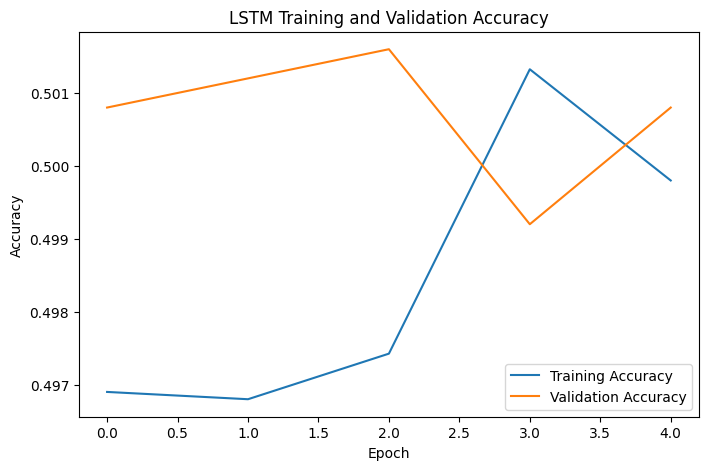 LSTM Training and Validation Accuracy
Accuracy
0.501
0.500
0.499
0.498
0.497
Training Accuracy
Validation Accuracy
0.0 0.5 1.0 1.5 2.0 2.5 3.0 3.5 4.0
Epoch